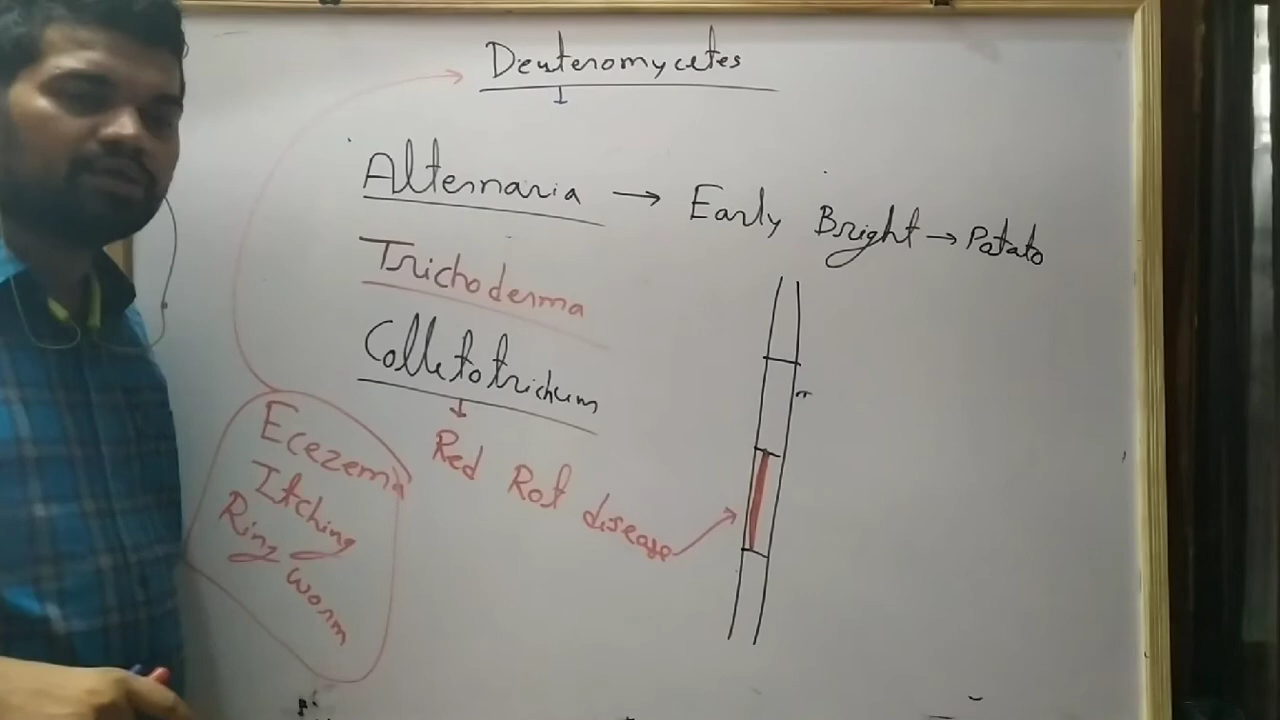 Deuteromycetes
Alternaria → Early Bright → Potato
Trichoderma
Colletotrichum
Red Rot disease
Ecezema
Itching
Ring
worm